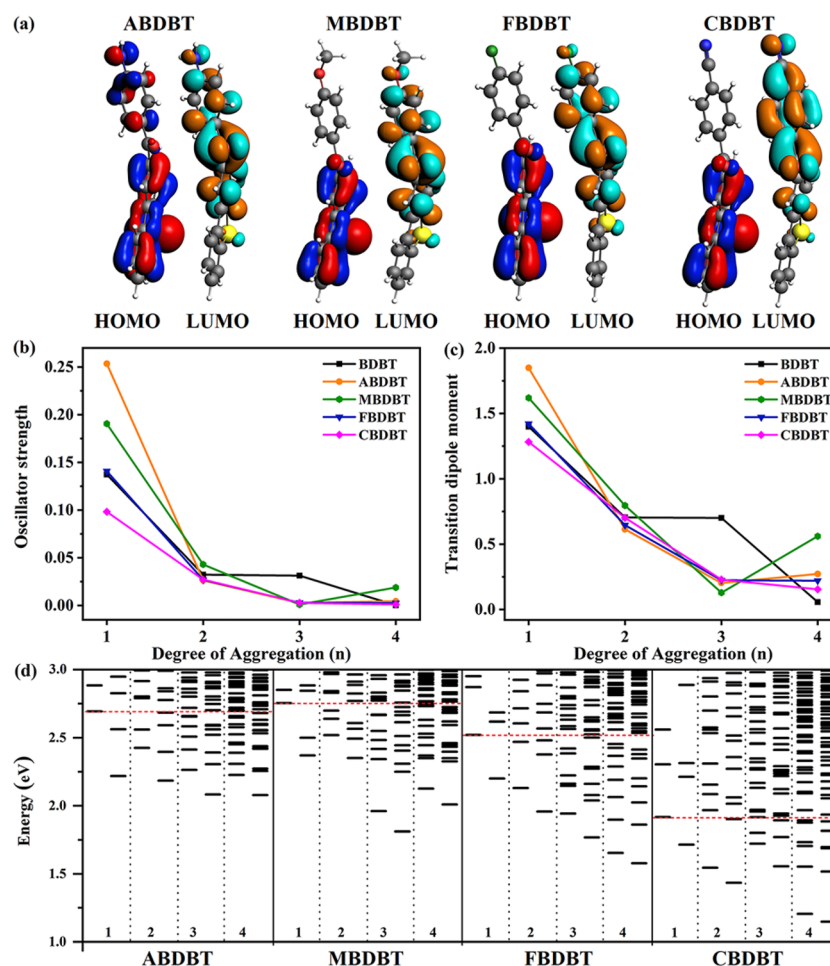 (a) ABDBT MBDBT FBDBT CBDBT
HOMO LUMO HOMO LUMO HOMO LUMO HOMO LUMO
(b)
0.25
0.20
0.15
0.10
0.05
0.00
Oscillator strength
BDBT
ABDBT
MBDBT
FBDBT
CBDBT
1 2 3 4
Degree of Aggregation (n)
(c)
2.0
1.5
1.0
0.5
0.0
Transition dipole moment
BDBT
ABDBT
MBDBT
FBDBT
CBDBT
1 2 3 4
Degree of Aggregation (n)
(d)
3.0
2.5
2.0
1.5
1.0
Energy (eV)
1 2 3 4 1 2 3 4 1 2 3 4 1 2 3 4
ABDBT MBDBT FBDBT CBDBT